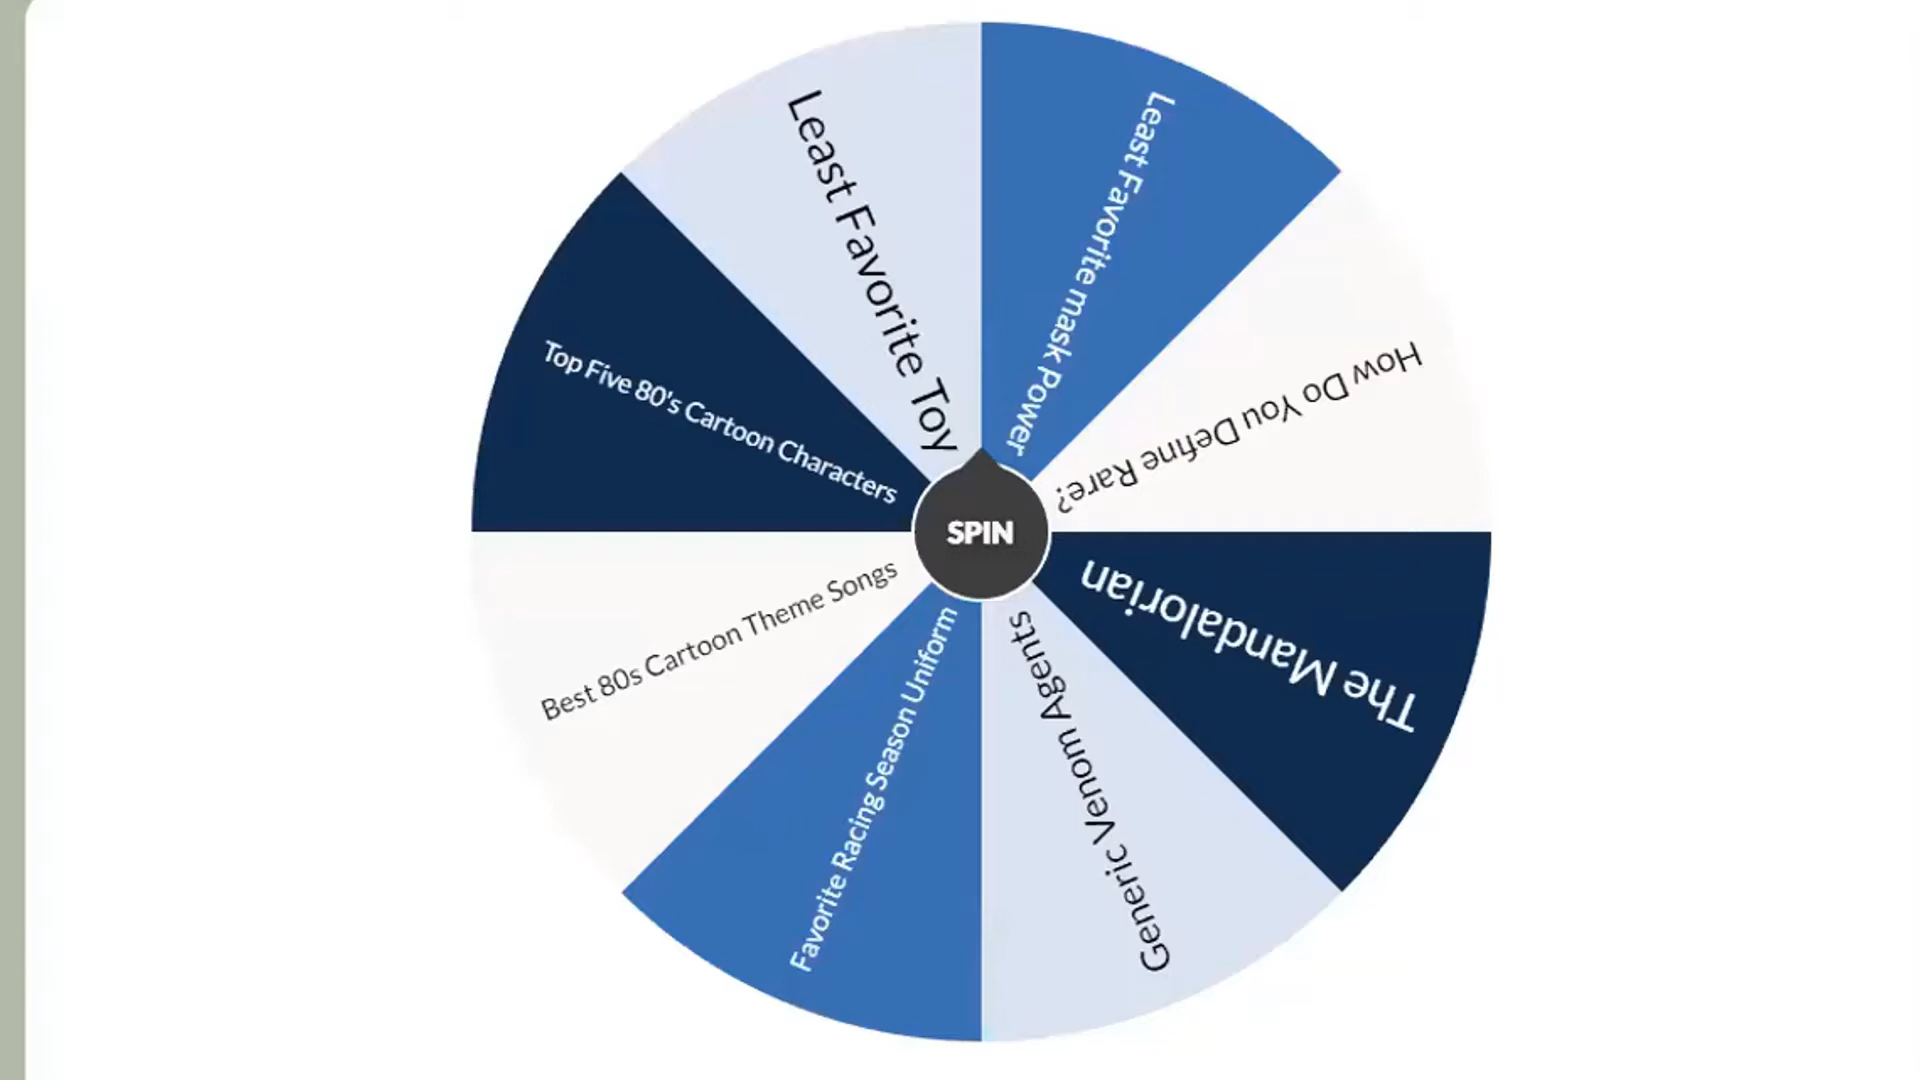 Least Favorite mask Power
How Do You Define Rare?
The Mandalorian
Generic Venom Agents
Favorite Racing Season Uniform
Best 80s Cartoon Theme Songs
Top Five 80's Cartoon Characters
Least Favorite Toy
SPIN